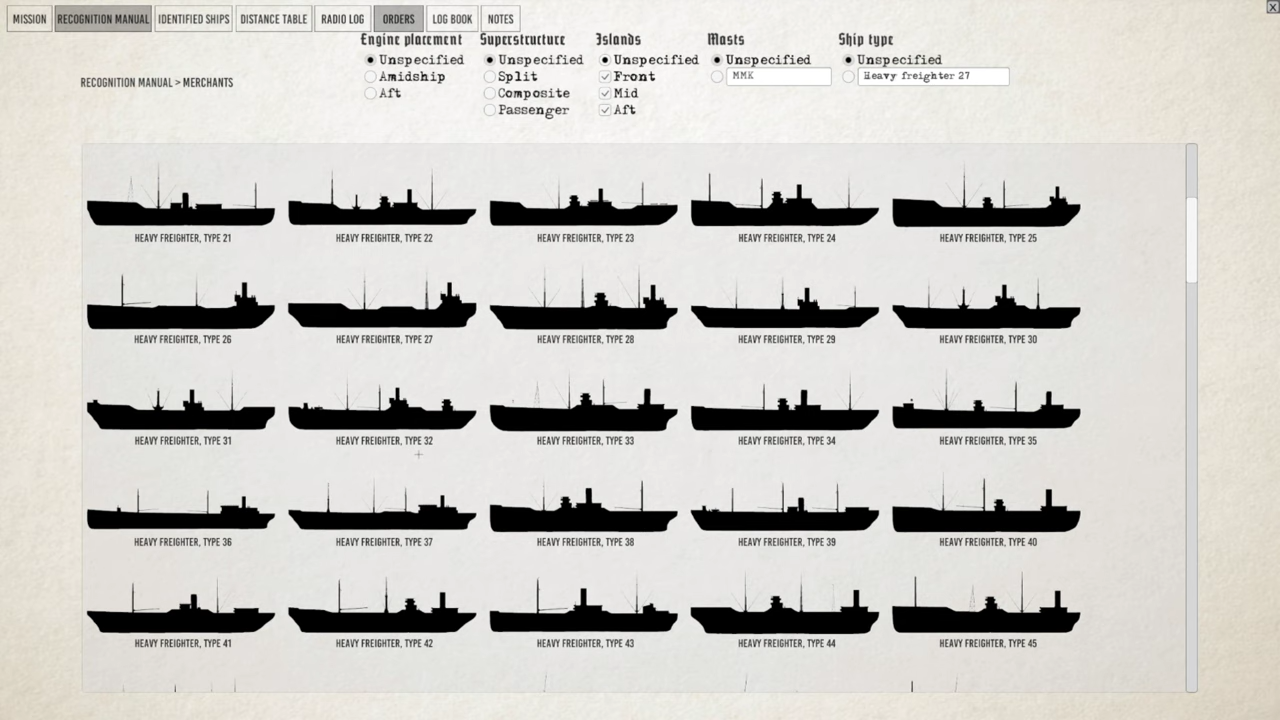 MISSION RECOGNITION MANUAL IDENTIFIED SHIPS DISTANCE TABLE RADIO LOG ORDERS LOG BOOK NOTES X
Engine placement Superstructure Islands Masts Ship type
Unspecified Unspecified Unspecified Unspecified Unspecified
Amidship Split Front MMK Heavy freighter 27
RECOGNITION MANUAL > MERCHANTS
Aft Composite Mid
Passenger Aft
HEAVY FREIGHTER, TYPE 21 HEAVY FREIGHTER, TYPE 22 HEAVY FREIGHTER, TYPE 23 HEAVY FREIGHTER, TYPE 24 HEAVY FREIGHTER, TYPE 25
HEAVY FREIGHTER, TYPE 26 HEAVY FREIGHTER, TYPE 27 HEAVY FREIGHTER, TYPE 28 HEAVY FREIGHTER, TYPE 29 HEAVY FREIGHTER, TYPE 30
HEAVY FREIGHTER, TYPE 31 HEAVY FREIGHTER, TYPE 32 HEAVY FREIGHTER, TYPE 33 HEAVY FREIGHTER, TYPE 34 HEAVY FREIGHTER, TYPE 35
HEAVY FREIGHTER, TYPE 36 HEAVY FREIGHTER, TYPE 37 HEAVY FREIGHTER, TYPE 38 HEAVY FREIGHTER, TYPE 39 HEAVY FREIGHTER, TYPE 40
HEAVY FREIGHTER, TYPE 41 HEAVY FREIGHTER, TYPE 42 HEAVY FREIGHTER, TYPE 43 HEAVY FREIGHTER, TYPE 44 HEAVY FREIGHTER, TYPE 45